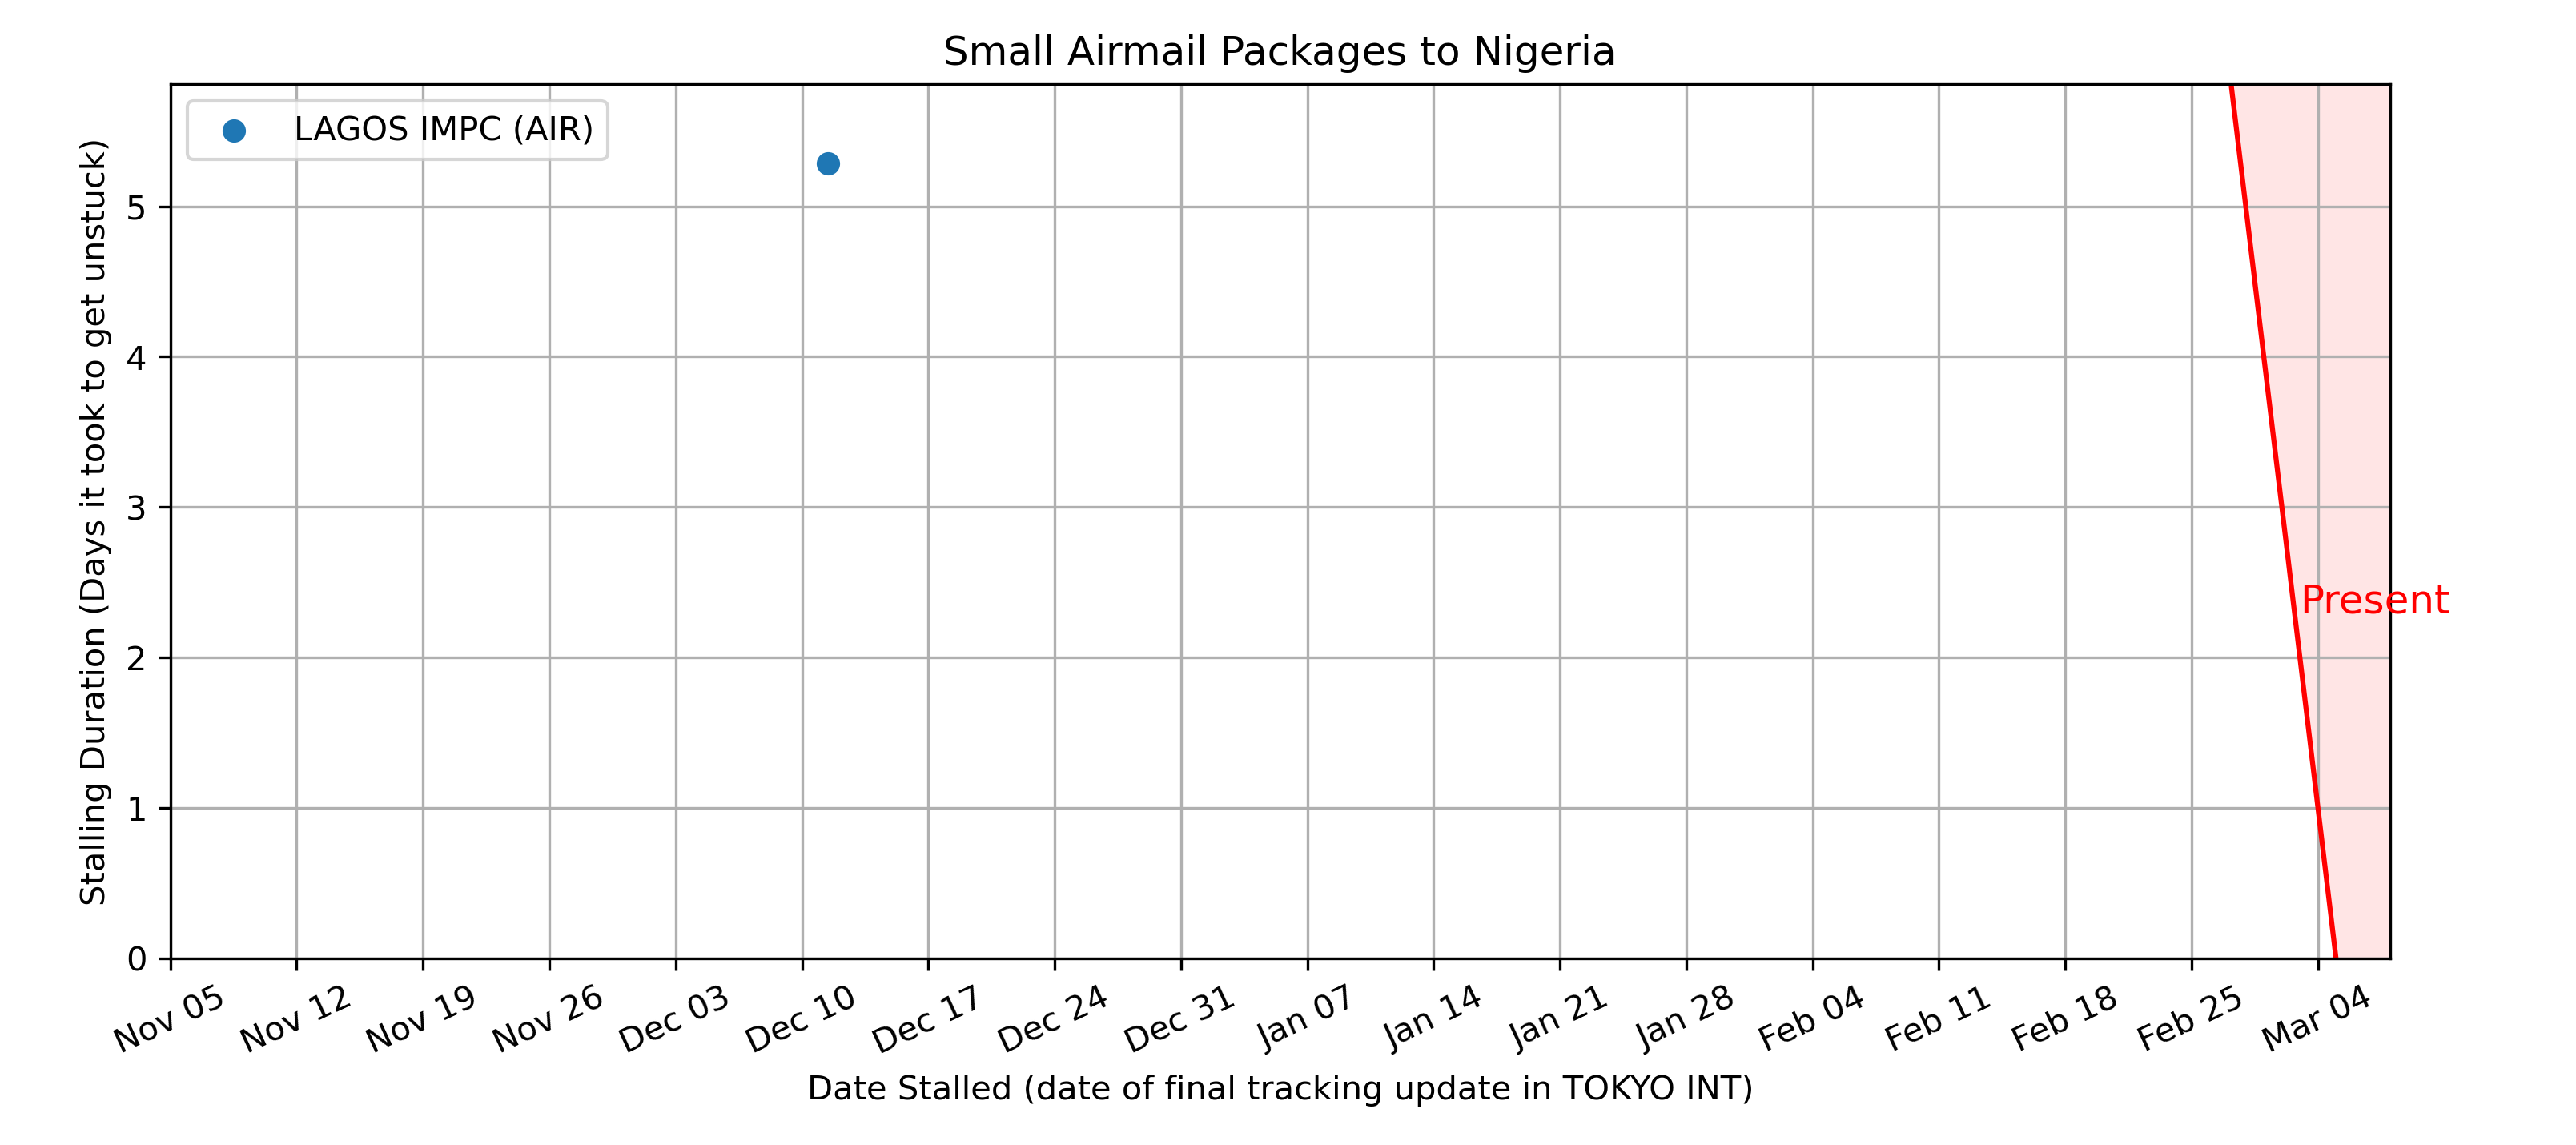 Small Airmail Packages to Nigeria
LAGOS IMPC (AIR)
Stalling Duration (Days it took to get unstuck)
5
4
3
2
1
0
Present
Nov 05
Nov 12
Nov 19
Nov 26
Dec 03
Dec 10
Dec 17
Dec 24
Dec 31
Jan 07
Jan 14
Jan 21
Jan 28
Feb 04
Feb 11
Feb 18
Feb 25
Mar 04
Date Stalled (date of final tracking update in TOKYO INT)